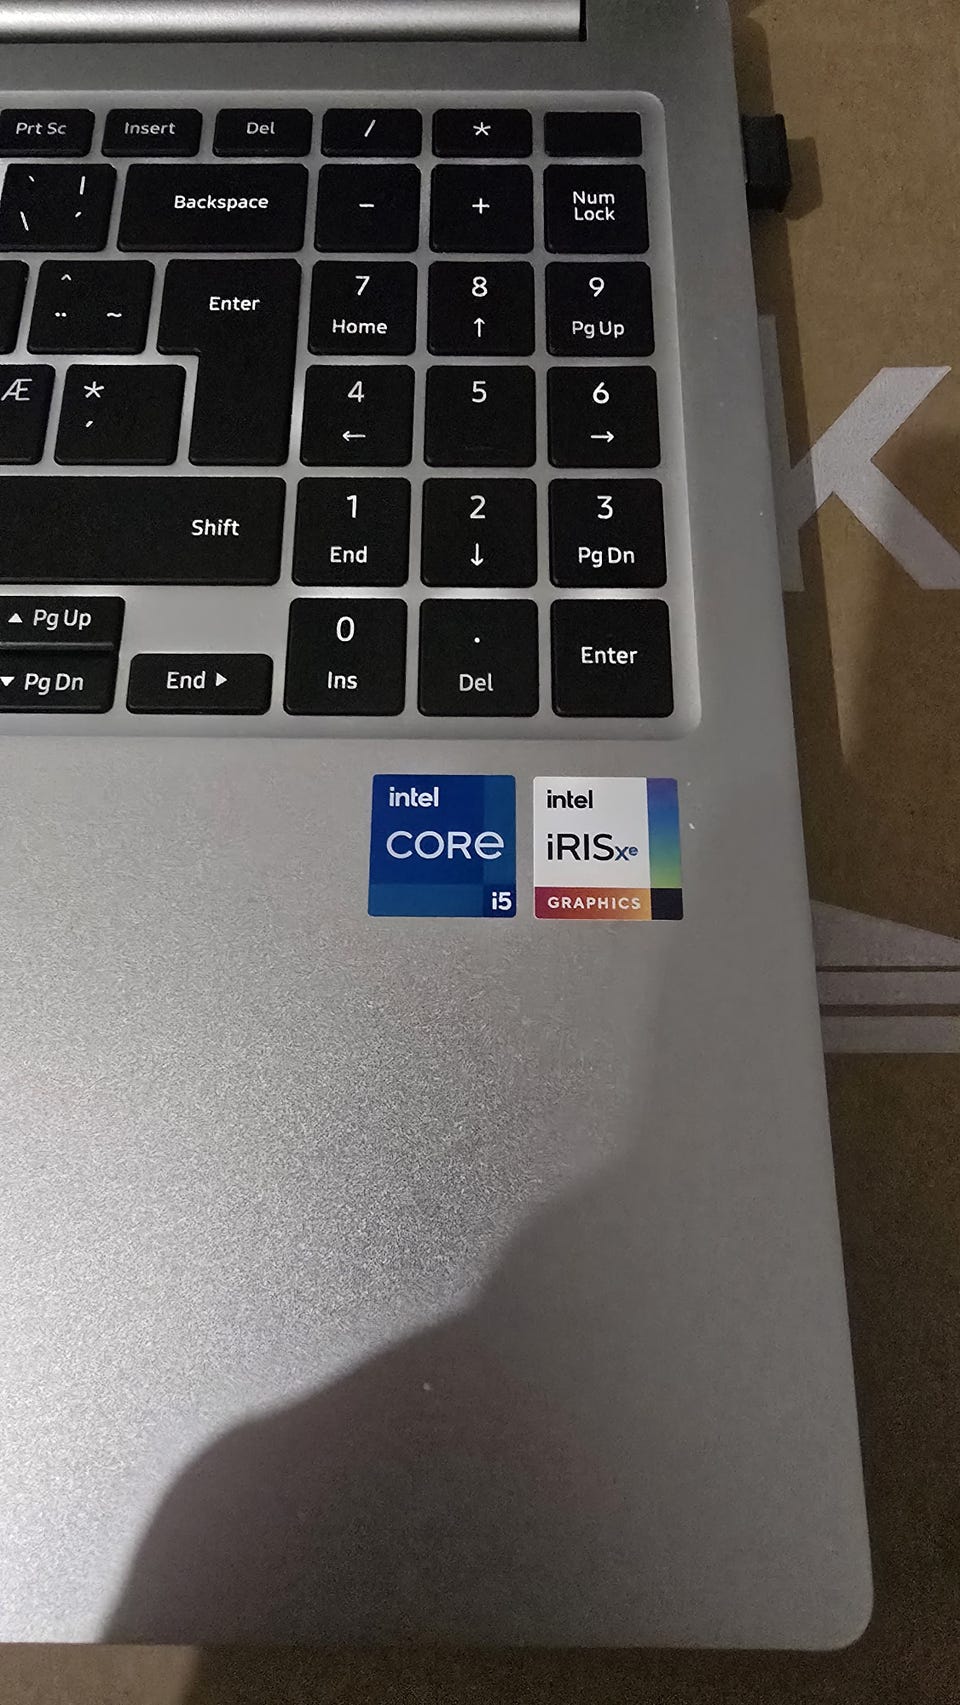 Prt Sc Insert Del / *
` | \ ´ Backspace - + Num Lock
^ ¨ ~ Enter 7 Home 8 ↑ 9 Pg Up
Æ * ' 4 ← 5 6 →
Shift 1 End 2 ↓ 3 Pg Dn
▲ Pg Up 0 Ins . Del Enter
▼ Pg Dn End ▶
intel
CORE
i5
intel
iRISxe
GRAPHICS
K